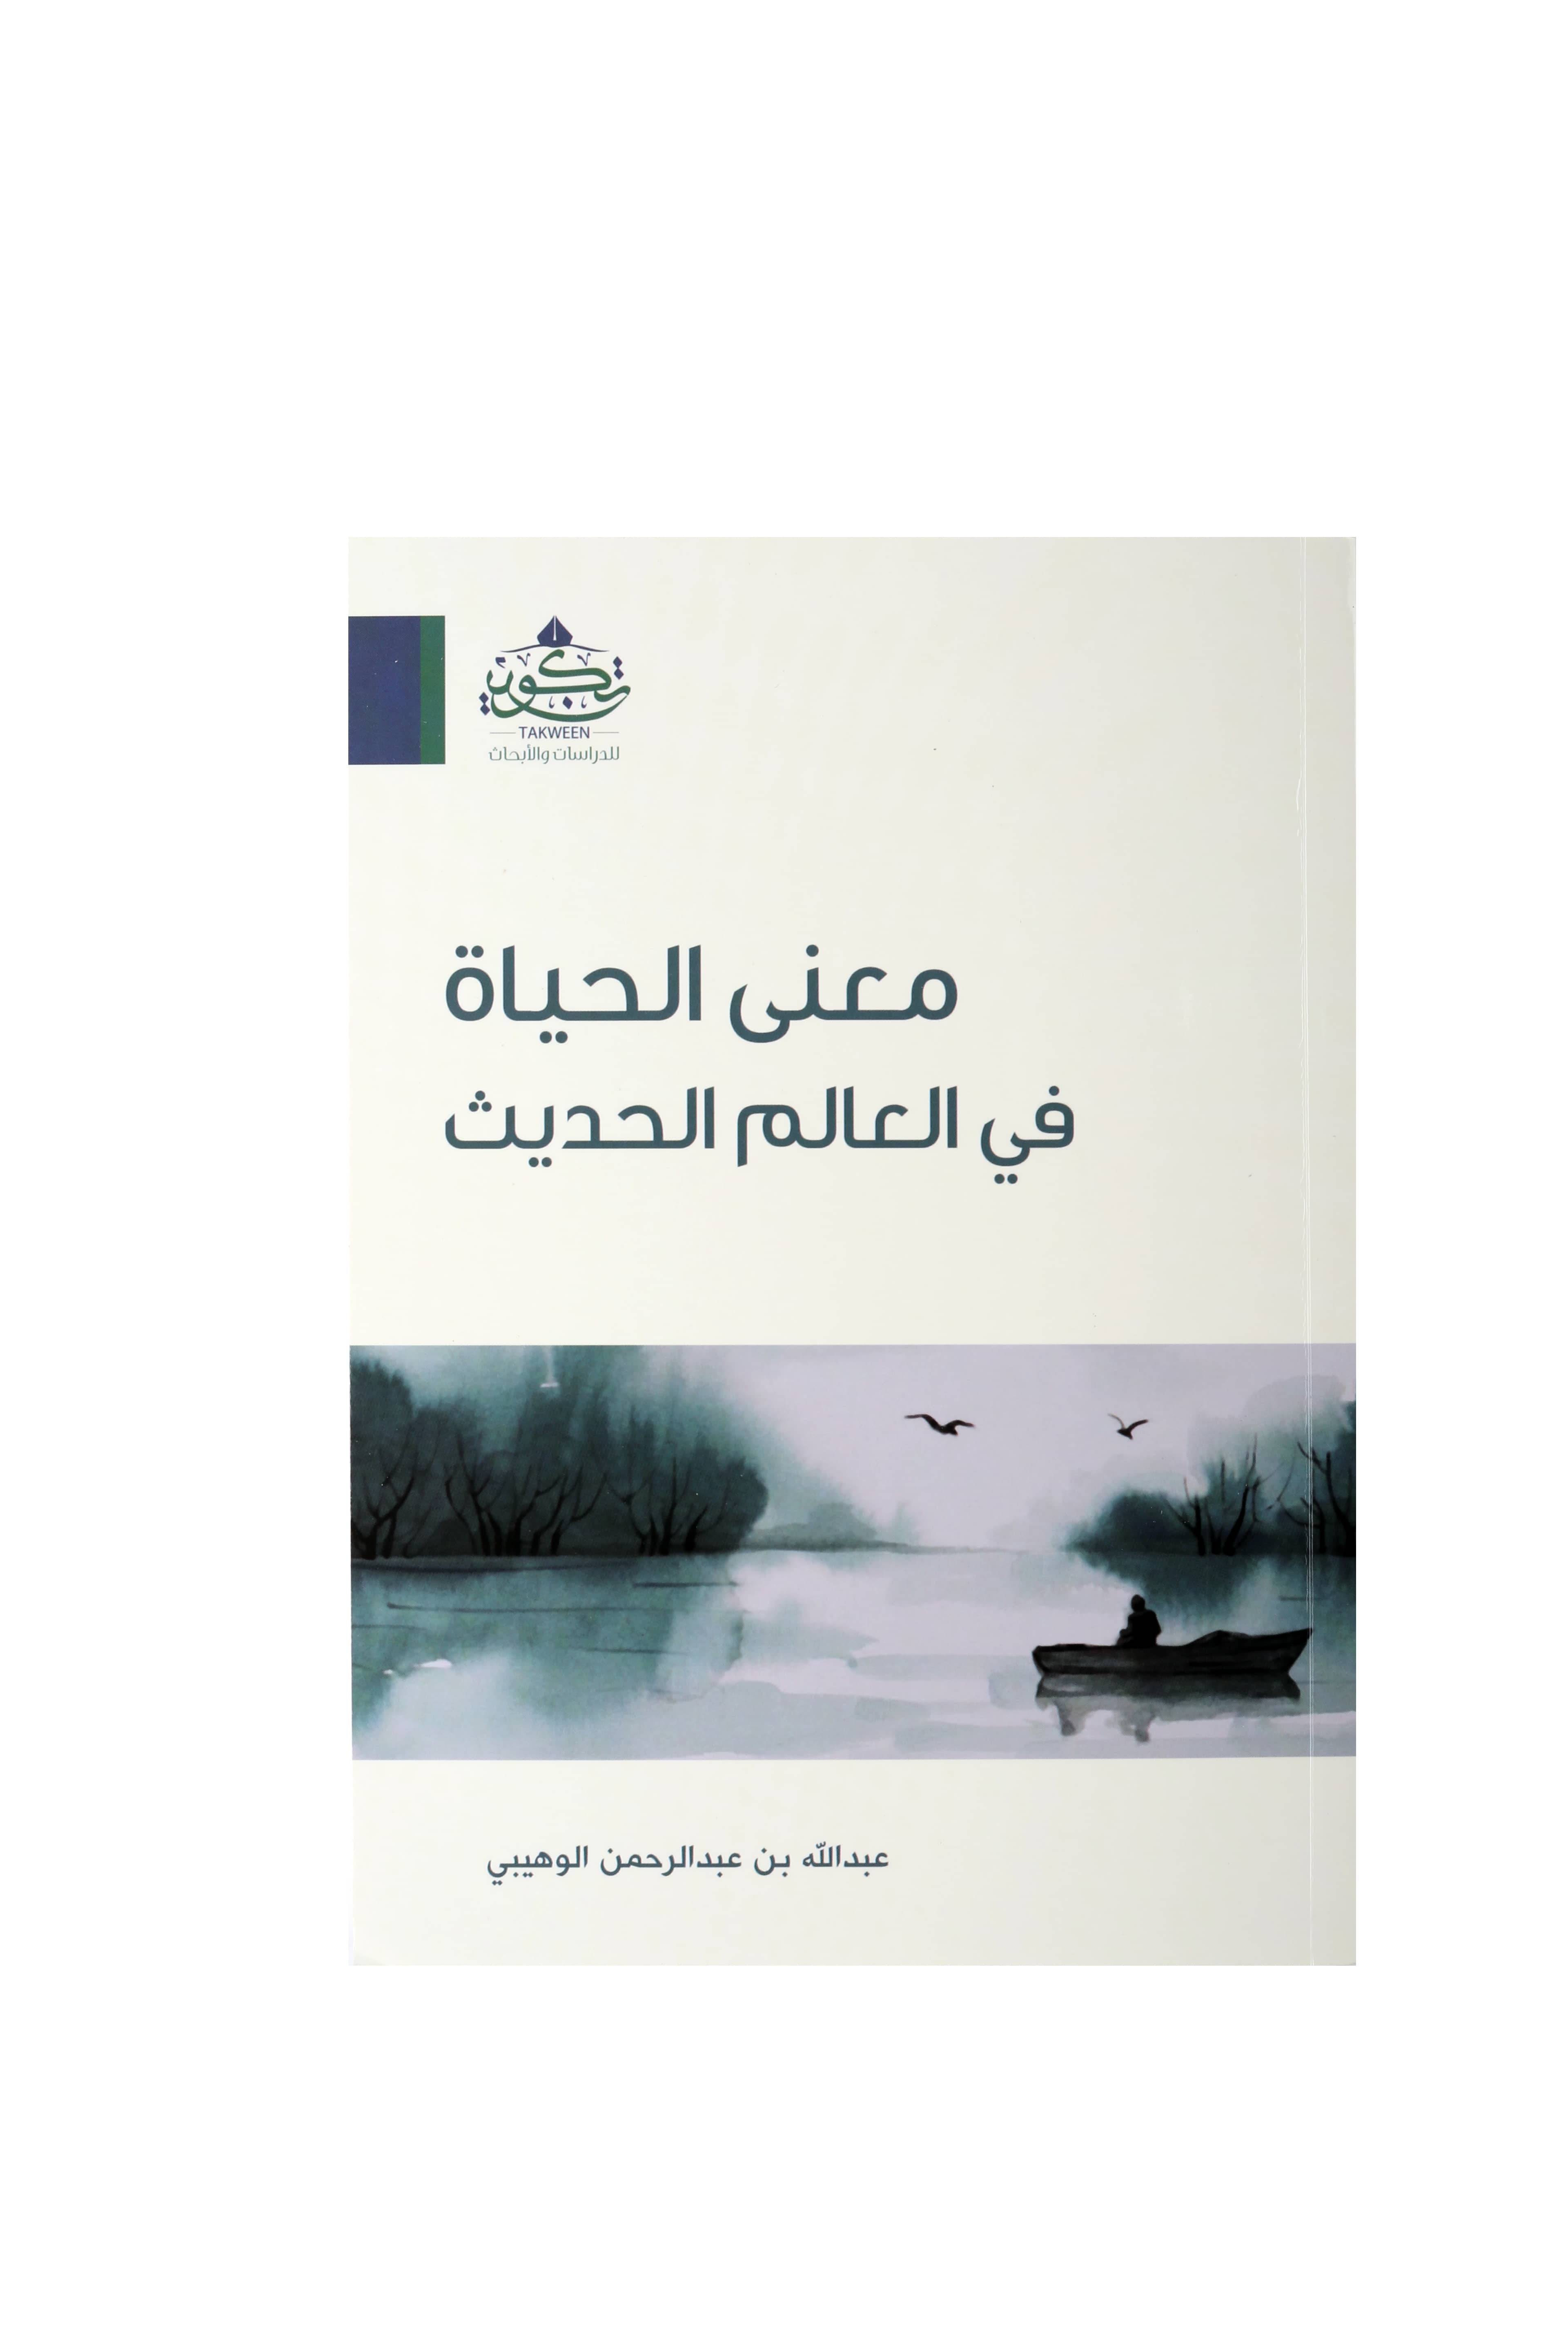 تكوين
TAKWEEN
للدراسات والأبحاث
معنى الحياة
في العالم الحديث
عبدالله بن عبدالرحمن الوهيبي